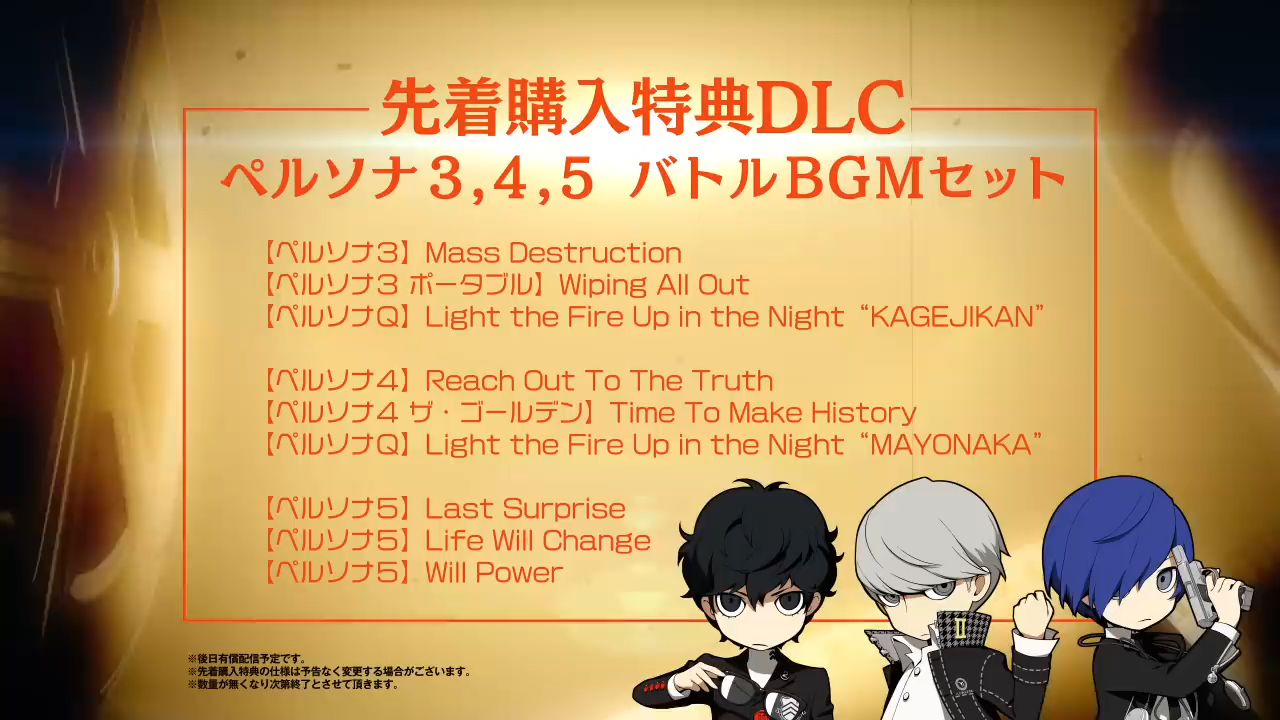 先着購入特典DLC
ペルソナ3,4,5 バトルBGMセット
【ペルソナ3】Mass Destruction
【ペルソナ3 ポータブル】Wiping All Out
【ペルソナQ】Light the Fire Up in the Night “KAGEJIKAN”
【ペルソナ4】Reach Out To The Truth
【ペルソナ4 ザ・ゴールデン】Time To Make History
【ペルソナQ】Light the Fire Up in the Night “MAYONAKA”
【ペルソナ5】Last Surprise
【ペルソナ5】Life Will Change
【ペルソナ5】Will Power
※後日有償配信予定です。
※先着購入特典の仕様は予告なく変更する場合がございます。
※数量が無くなり次第終了とさせて頂きます。